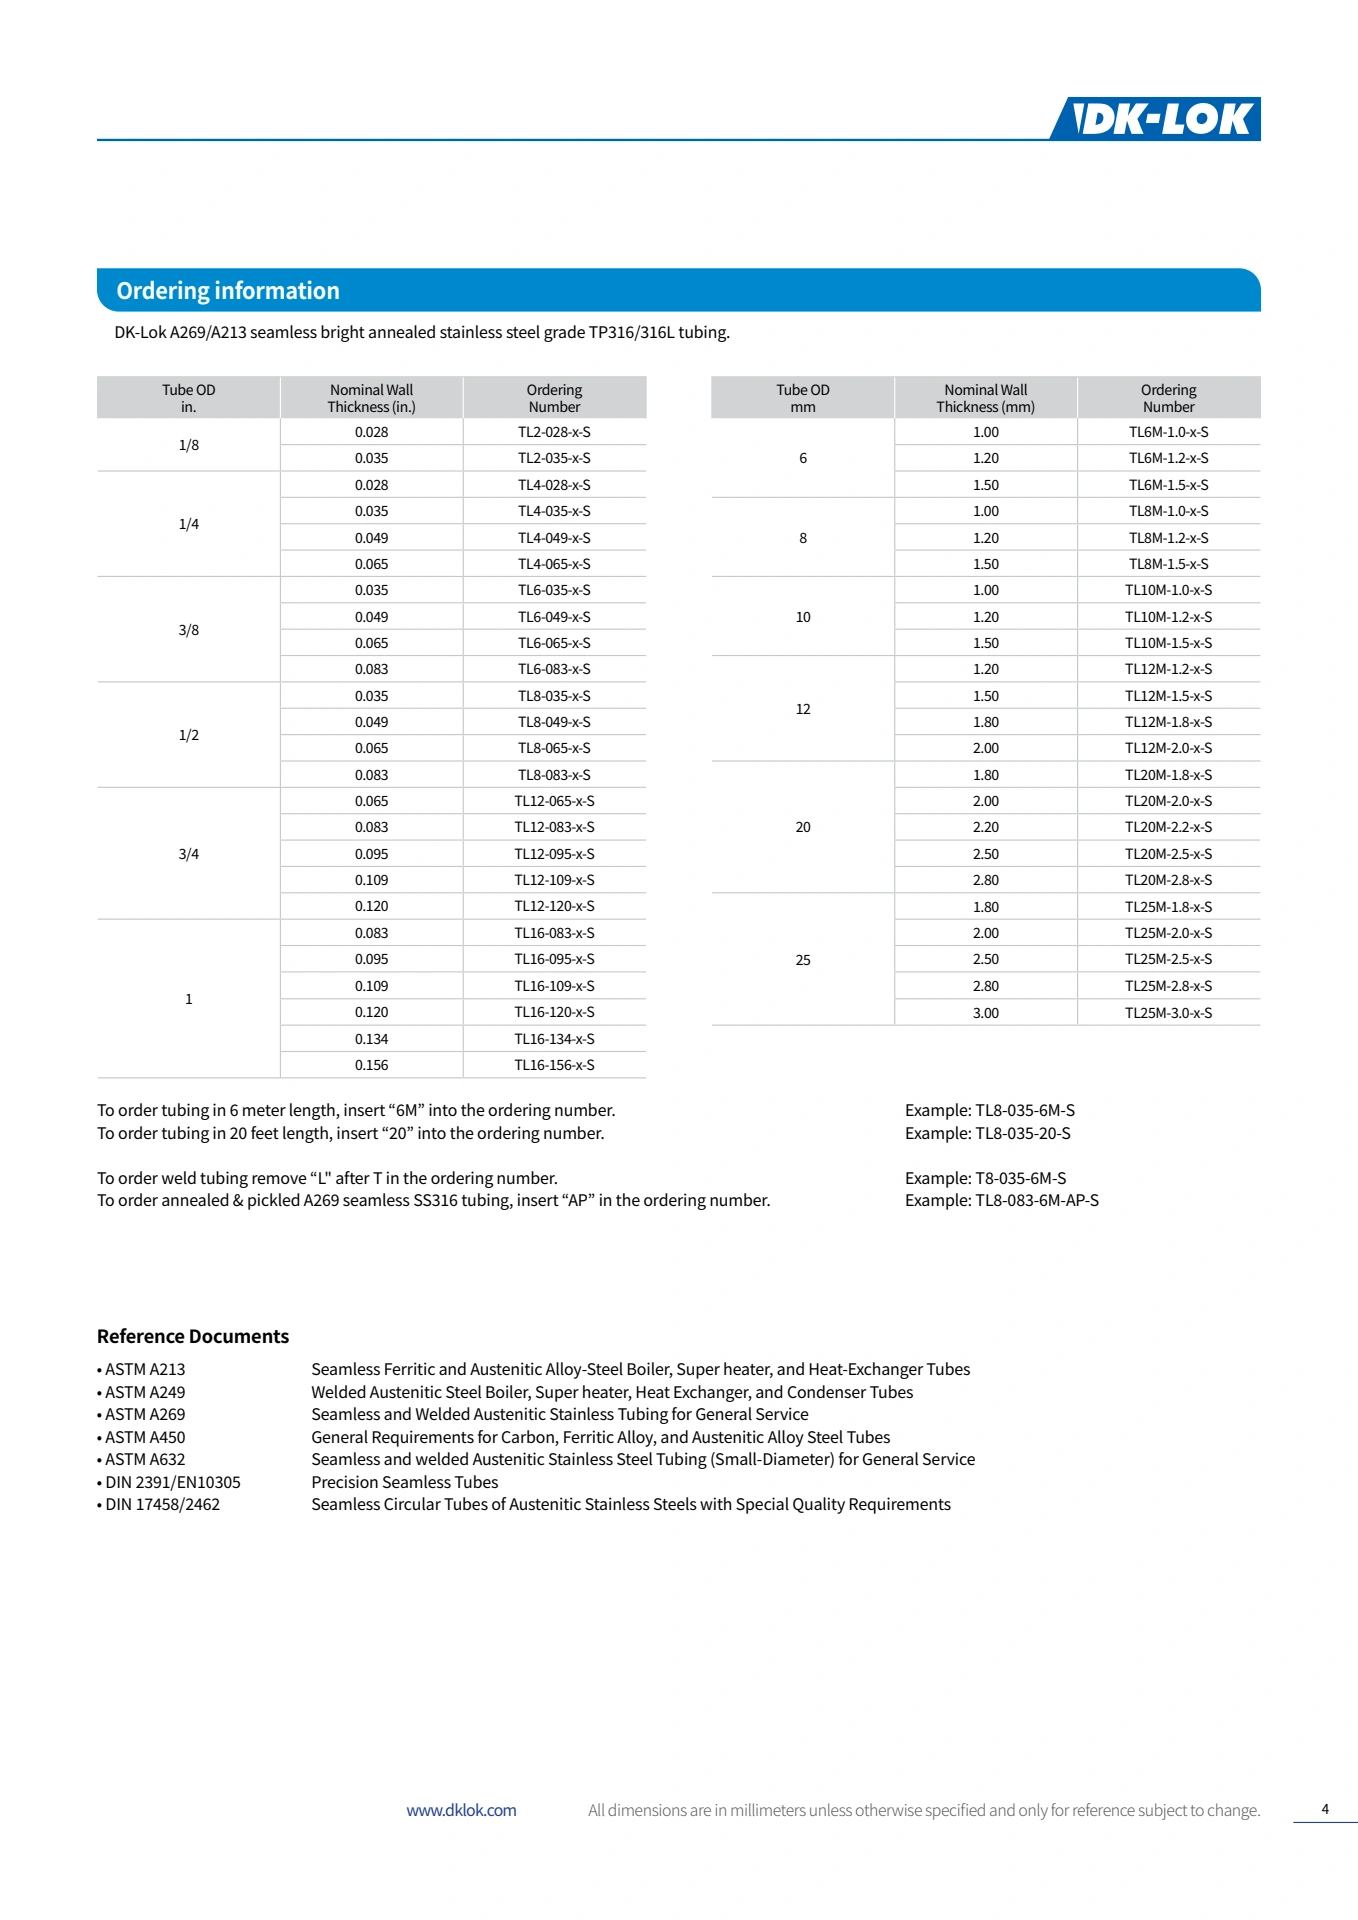 DK-LOK
Ordering information
DK-Lok A269/A213 seamless bright annealed stainless steel grade TP316/316L tubing.
Tube OD in. Nominal Wall Thickness (in.) Ordering Number
1/8 0.028 TL2-028-x-S
0.035 TL2-035-x-S
1/4 0.028 TL4-028-x-S
0.035 TL4-035-x-S
0.049 TL4-049-x-S
0.065 TL4-065-x-S
3/8 0.035 TL6-035-x-S
0.049 TL6-049-x-S
0.065 TL6-065-x-S
0.083 TL6-083-x-S
1/2 0.035 TL8-035-x-S
0.049 TL8-049-x-S
0.065 TL8-065-x-S
0.083 TL8-083-x-S
3/4 0.065 TL12-065-x-S
0.083 TL12-083-x-S
0.095 TL12-095-x-S
0.109 TL12-109-x-S
0.120 TL12-120-x-S
1 0.083 TL16-083-x-S
0.095 TL16-095-x-S
0.109 TL16-109-x-S
0.120 TL16-120-x-S
0.134 TL16-134-x-S
0.156 TL16-156-x-S
Tube OD mm Nominal Wall Thickness (mm) Ordering Number
6 1.00 TL6M-1.0-x-S
1.20 TL6M-1.2-x-S
1.50 TL6M-1.5-x-S
8 1.00 TL8M-1.0-x-S
1.20 TL8M-1.2-x-S
1.50 TL8M-1.5-x-S
10 1.00 TL10M-1.0-x-S
1.20 TL10M-1.2-x-S
1.50 TL10M-1.5-x-S
12 1.20 TL12M-1.2-x-S
1.50 TL12M-1.5-x-S
1.80 TL12M-1.8-x-S
2.00 TL12M-2.0-x-S
20 1.80 TL20M-1.8-x-S
2.00 TL20M-2.0-x-S
2.20 TL20M-2.2-x-S
2.50 TL20M-2.5-x-S
2.80 TL20M-2.8-x-S
25 1.80 TL25M-1.8-x-S
2.00 TL25M-2.0-x-S
2.50 TL25M-2.5-x-S
2.80 TL25M-2.8-x-S
3.00 TL25M-3.0-x-S
To order tubing in 6 meter length, insert “6M” into the ordering number. Example: TL8-035-6M-S
To order tubing in 20 feet length, insert “20” into the ordering number. Example: TL8-035-20-S
To order weld tubing remove “L" after T in the ordering number. Example: T8-035-6M-S
To order annealed & pickled A269 seamless SS316 tubing, insert “AP” in the ordering number. Example: TL8-083-6M-AP-S
Reference Documents
• ASTM A213 Seamless Ferritic and Austenitic Alloy-Steel Boiler, Super heater, and Heat-Exchanger Tubes
• ASTM A249 Welded Austenitic Steel Boiler, Super heater, Heat Exchanger, and Condenser Tubes
• ASTM A269 Seamless and Welded Austenitic Stainless Tubing for General Service
• ASTM A450 General Requirements for Carbon, Ferritic Alloy, and Austenitic Alloy Steel Tubes
• ASTM A632 Seamless and welded Austenitic Stainless Steel Tubing (Small-Diameter) for General Service
• DIN 2391/EN10305 Precision Seamless Tubes
• DIN 17458/2462 Seamless Circular Tubes of Austenitic Stainless Steels with Special Quality Requirements
www.dklok.com All dimensions are in millimeters unless otherwise specified and only for reference subject to change. 4